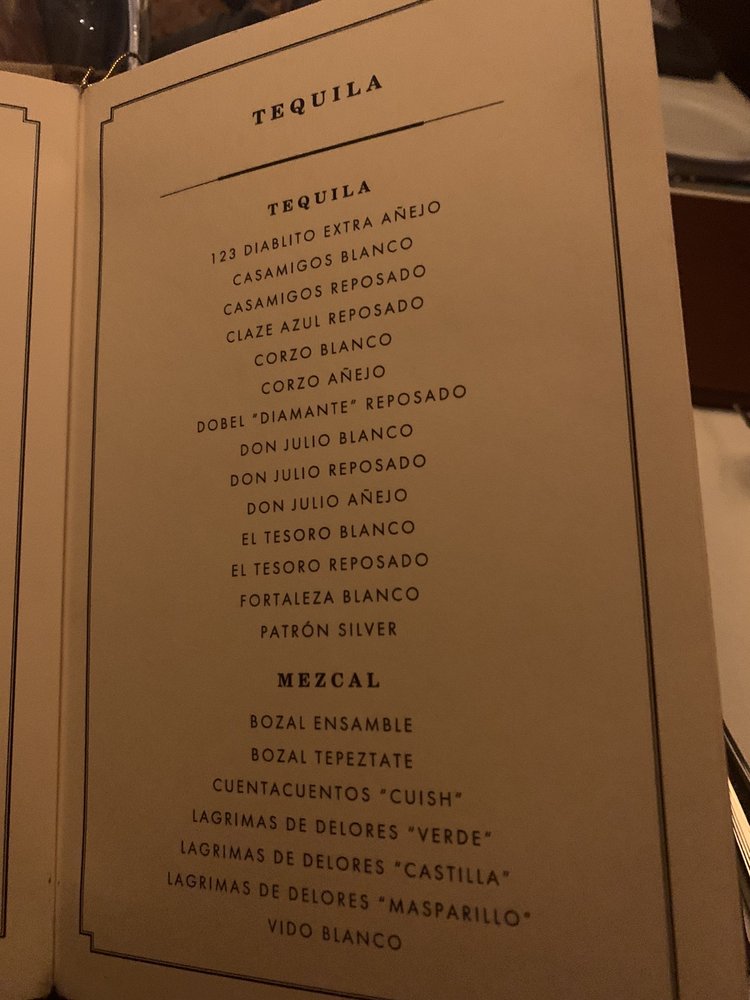 TEQUILA
TEQUILA
123 DIABLITO EXTRA AÑEJO
CASAMIGOS BLANCO
CASAMIGOS REPOSADO
CLAZE AZUL REPOSADO
CORZO BLANCO
CORZO AÑEJO
DOBEL "DIAMANTE" REPOSADO
DON JULIO BLANCO
DON JULIO REPOSADO
DON JULIO AÑEJO
EL TESORO BLANCO
EL TESORO REPOSADO
FORTALEZA BLANCO
PATRÓN SILVER
MEZCAL
BOZAL ENSAMBLE
BOZAL TEPEZTATE
CUENTACUENTOS "CUISH"
LAGRIMAS DE DELORES "VERDE"
LAGRIMAS DE DELORES "CASTILLA"
LAGRIMAS DE DELORES "MASPARILLO"
VIDO BLANCO